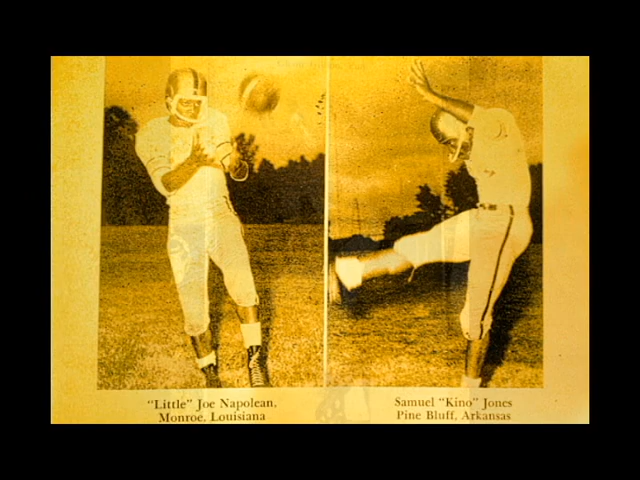 "Little" Joe Napolean,
Monroe, Louisiana
Samuel "Kino" Jones
Pine Bluff, Arkansas